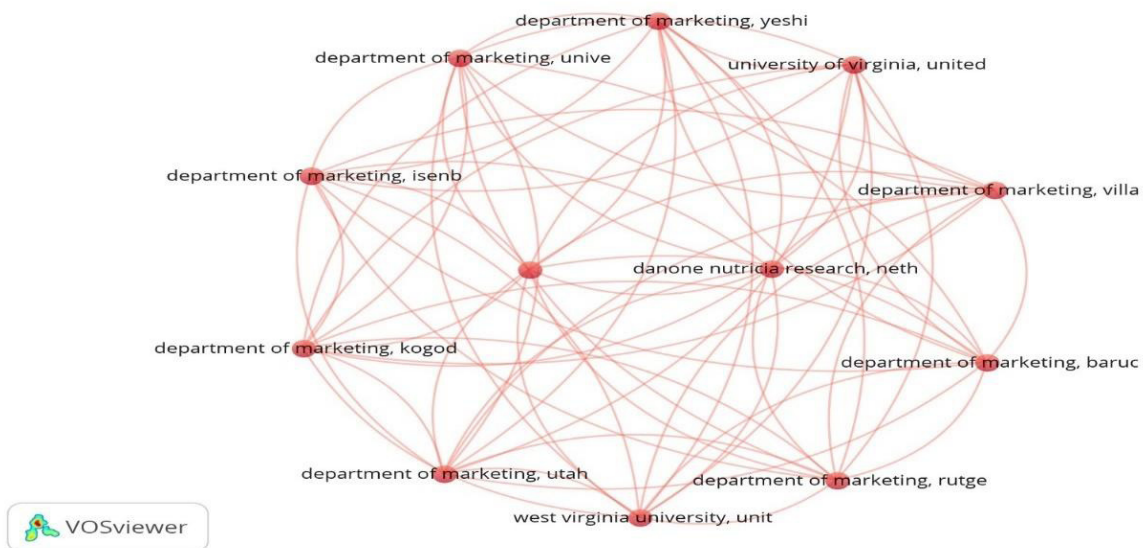 department of marketing, yeshi
department of marketing, unive
university of virginia, united
department of marketing, isenb
department of marketing, villa
danone nutricia research, neth
department of marketing, kogod
department of marketing, baruc
department of marketing, utah
department of marketing, rutge
west virginia university, unit
VOSviewer